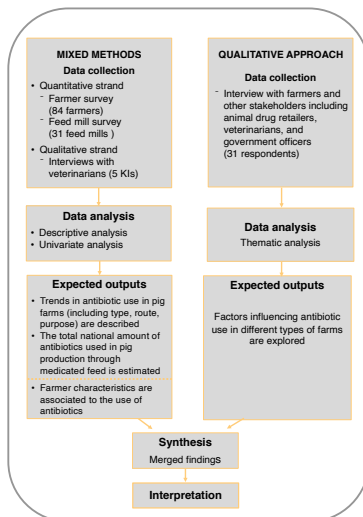 MIXED METHODS
Data collection
• Quantitative strand
- Farmer survey
(84 farmers)
- Feed mill survey
(31 feed mills )
• Qualitative strand
- Interviews with
veterinarians (5 KIs)
Data analysis
• Descriptive analysis
• Univariate analysis
Expected outputs
• Trends in antibiotic use in pig
farms (including type, route,
purpose) are described
• The total national amount of
antibiotics used in pig
production through
medicated feed is estimated
• Farmer characteristics are
associated to the use of
antibiotics
QUALITATIVE APPROACH
Data collection
- Interview with farmers and
other stakeholders including
animal drug retailers,
veterinarians, and
government officers
(31 respondents)
Data analysis
Thematic analysis
Expected outputs
Factors influencing antibiotic
use in different types of farms
are explored
Synthesis
Merged findings
Interpretation